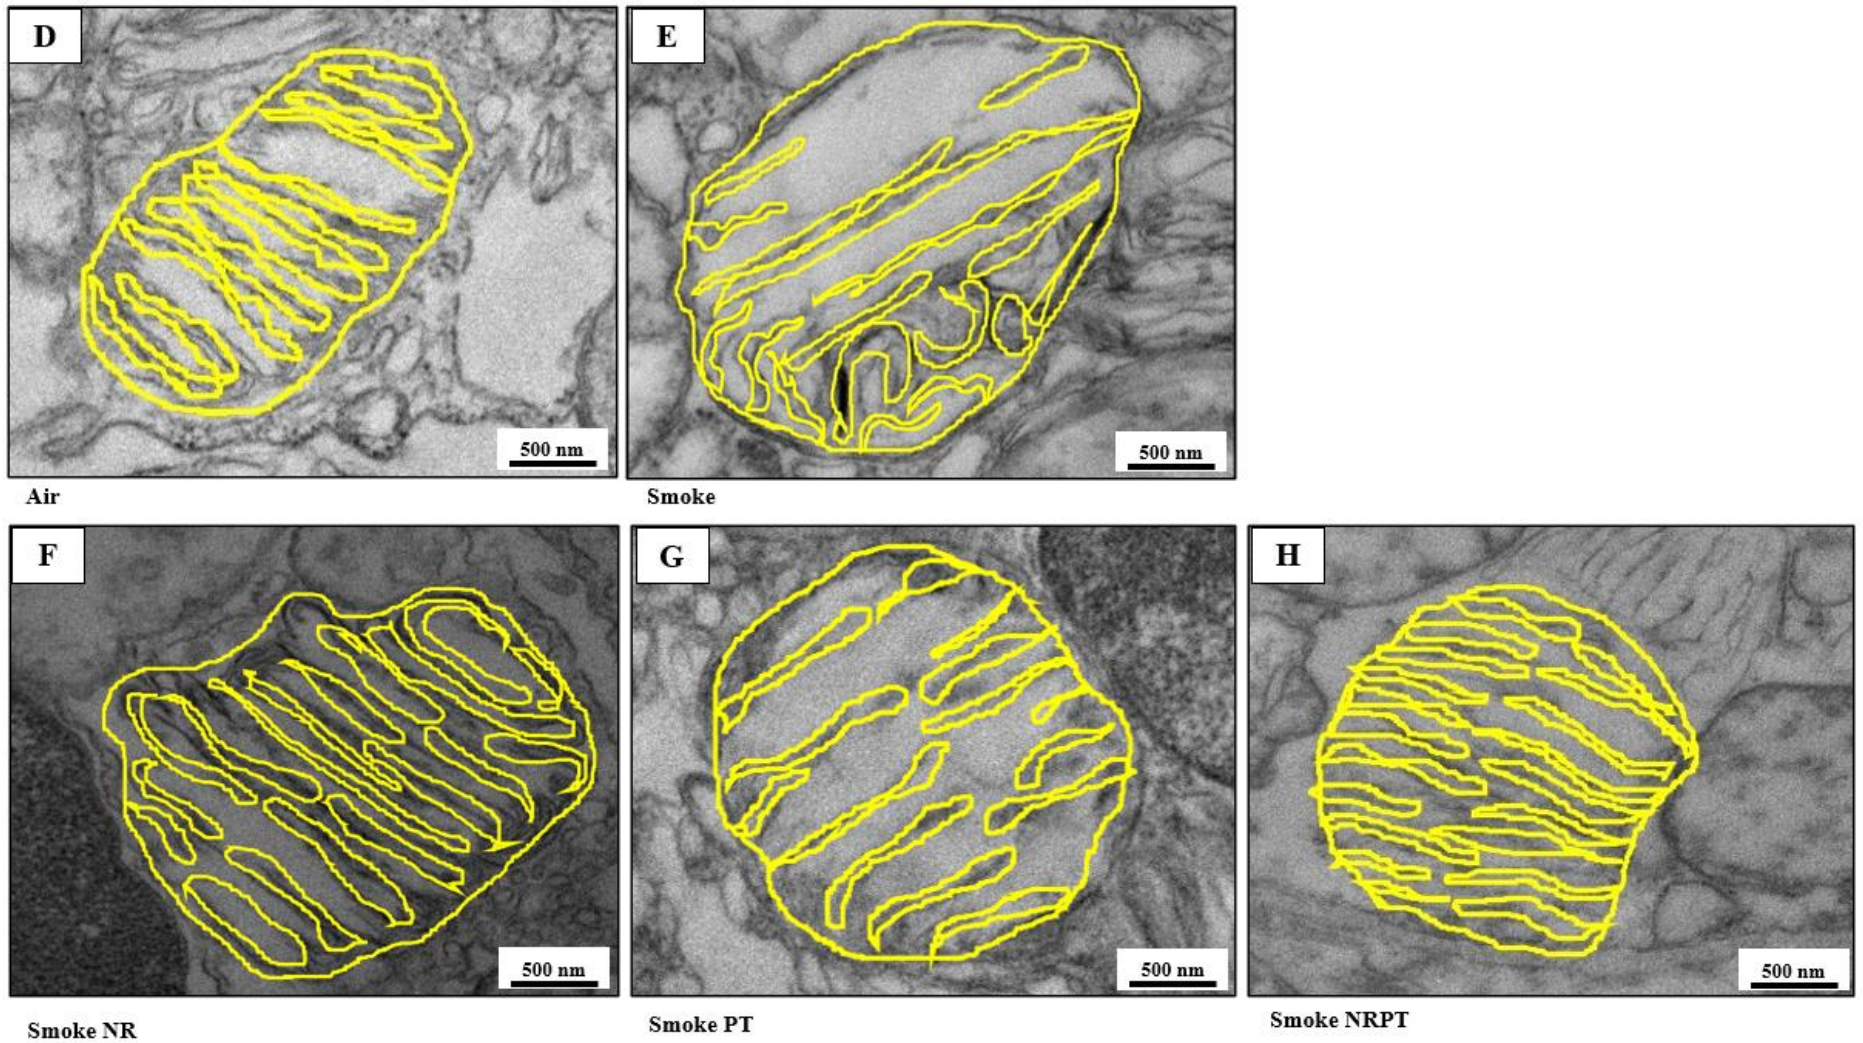 D
E
500 nm
500 nm
Air
Smoke
F
G
H
500 nm
500 nm
500 nm
Smoke NR
Smoke PT
Smoke NRPT